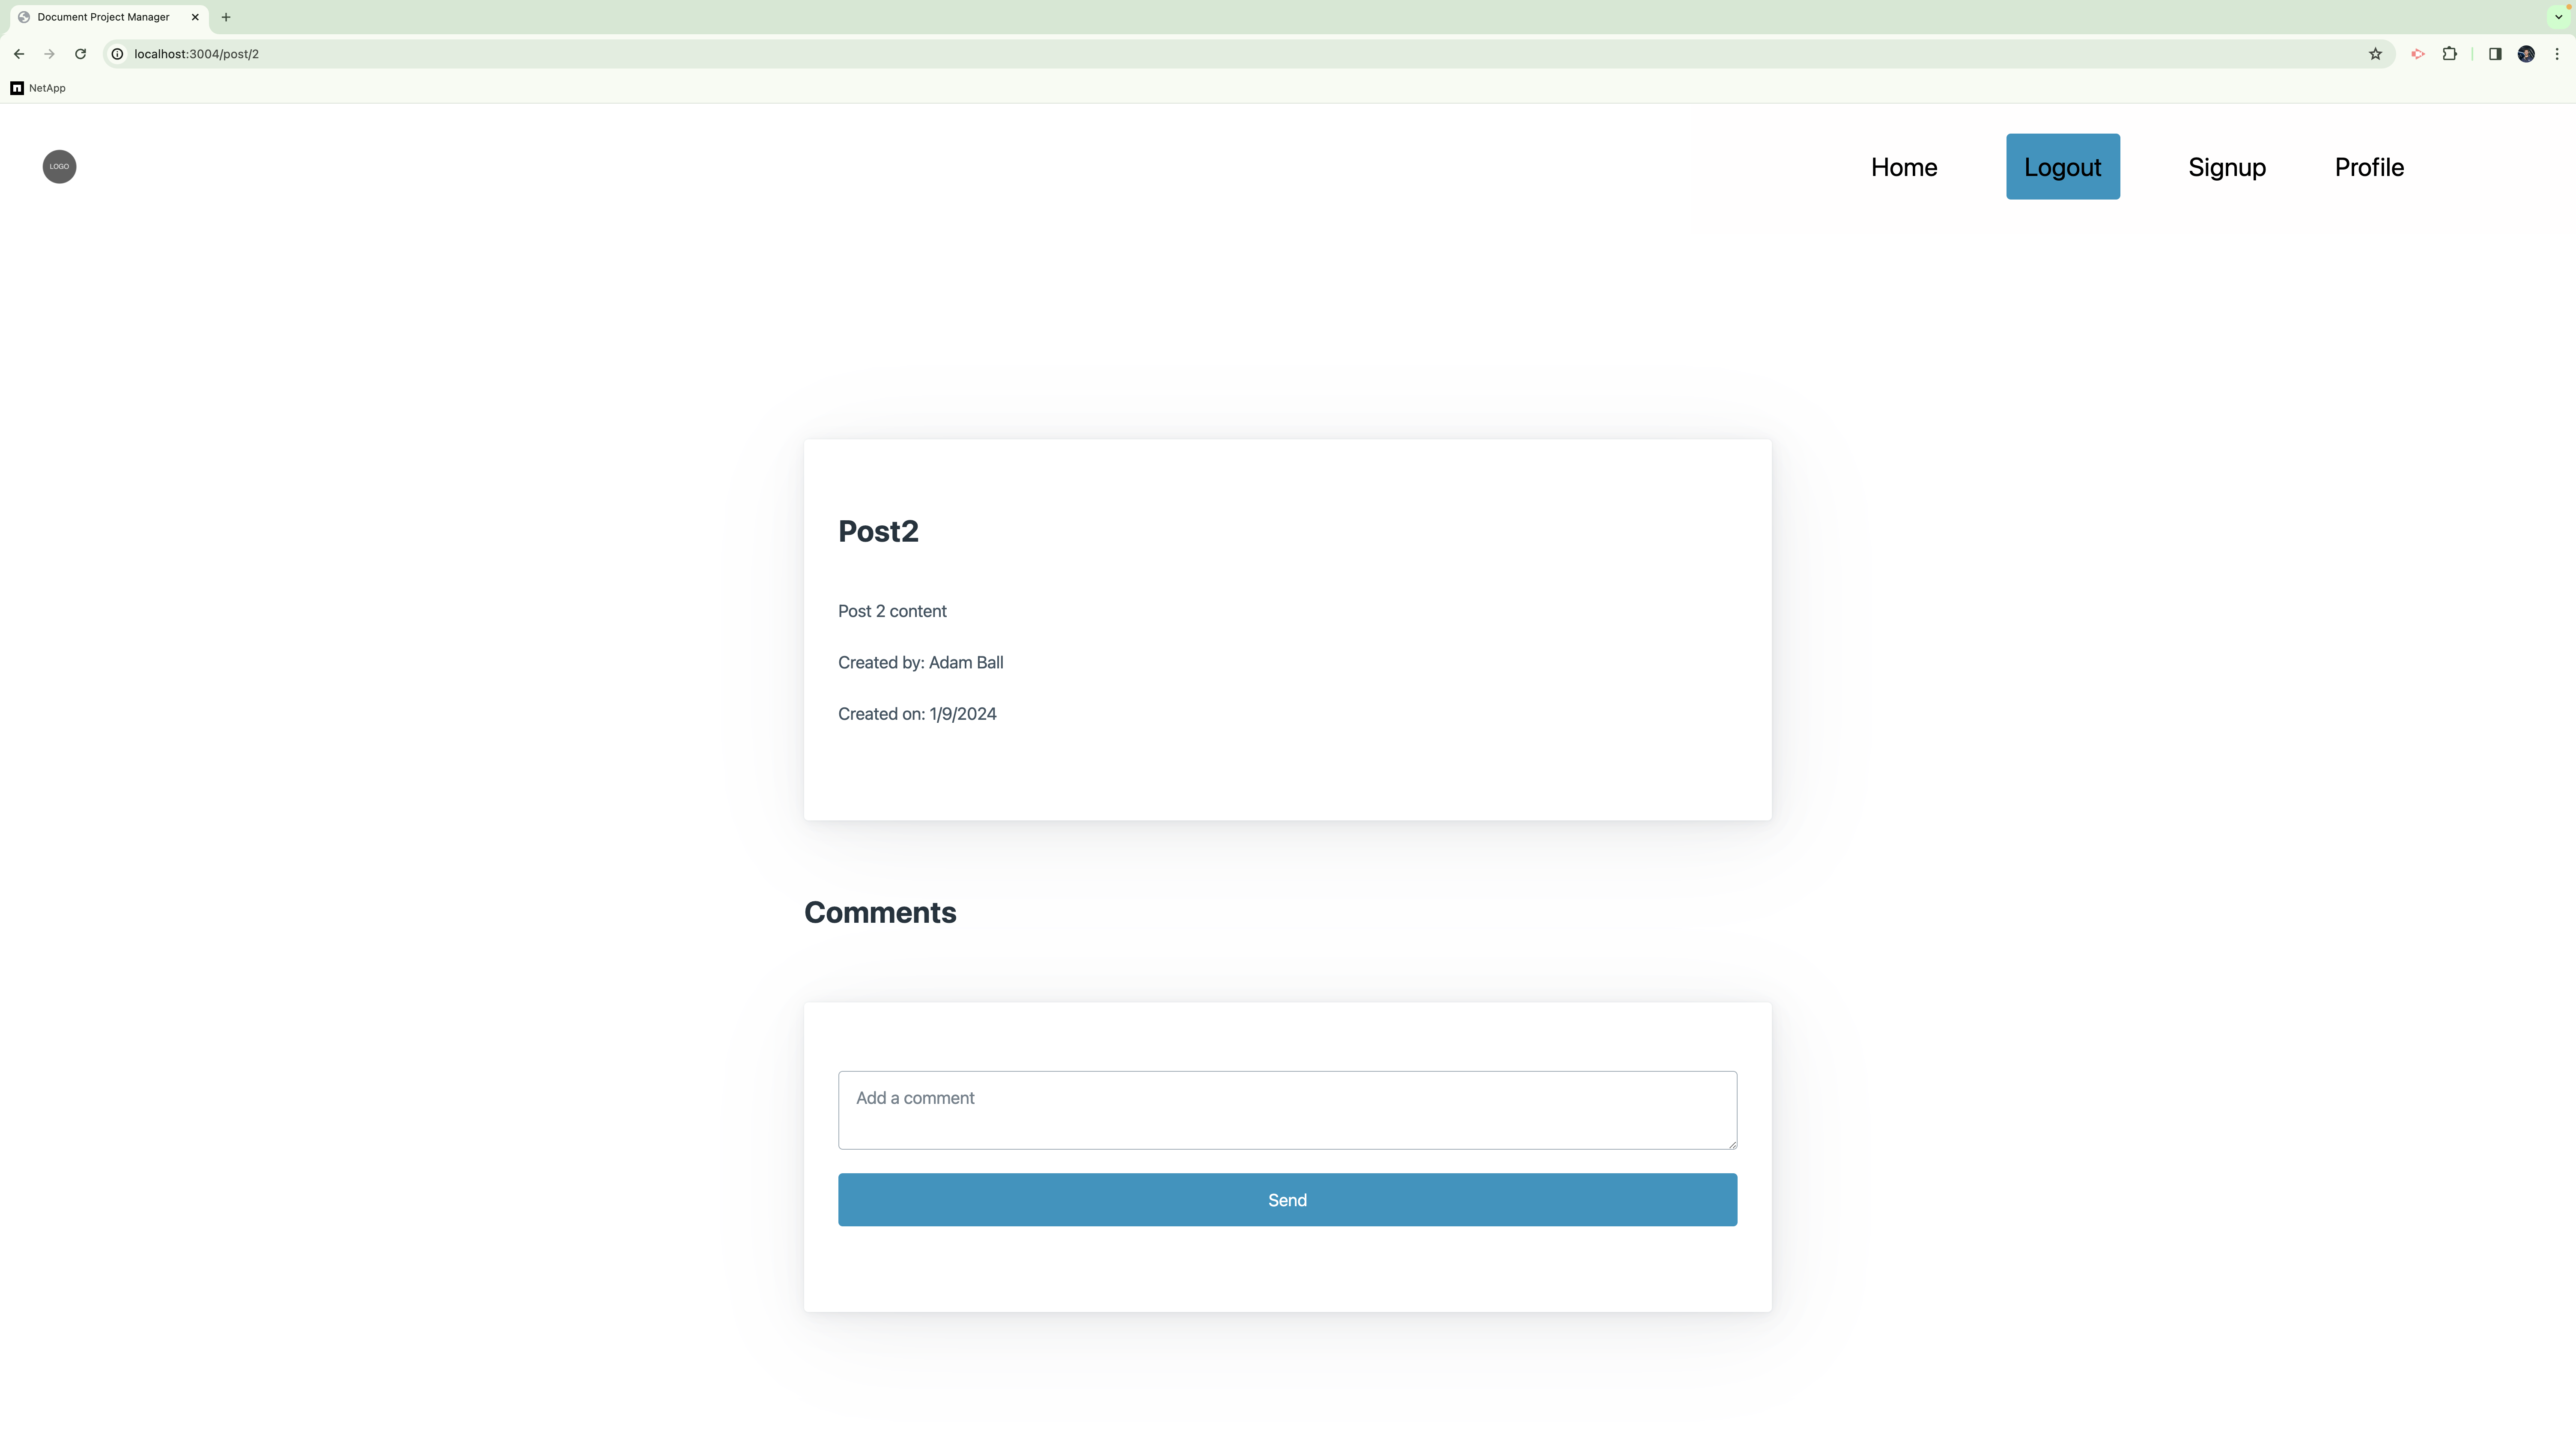 Document Project Manager
localhost:3004/post/2
NetApp
LOGO
Home
Logout
Signup
Profile
Post2
Post 2 content
Created by: Adam Ball
Created on: 1/9/2024
Comments
Add a comment
Send